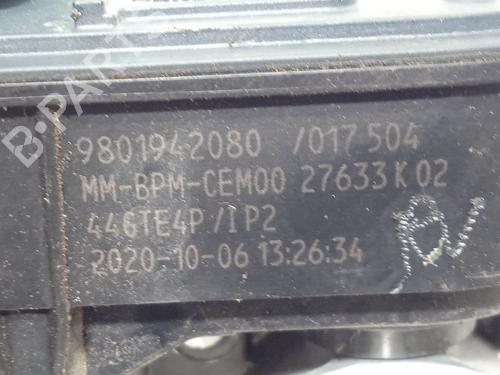 B-PARTS
9801942080 /017 504
MM-BPM-CEM00 27633 K 02
446TE4P /I P2
2020-10-06 13:26:34